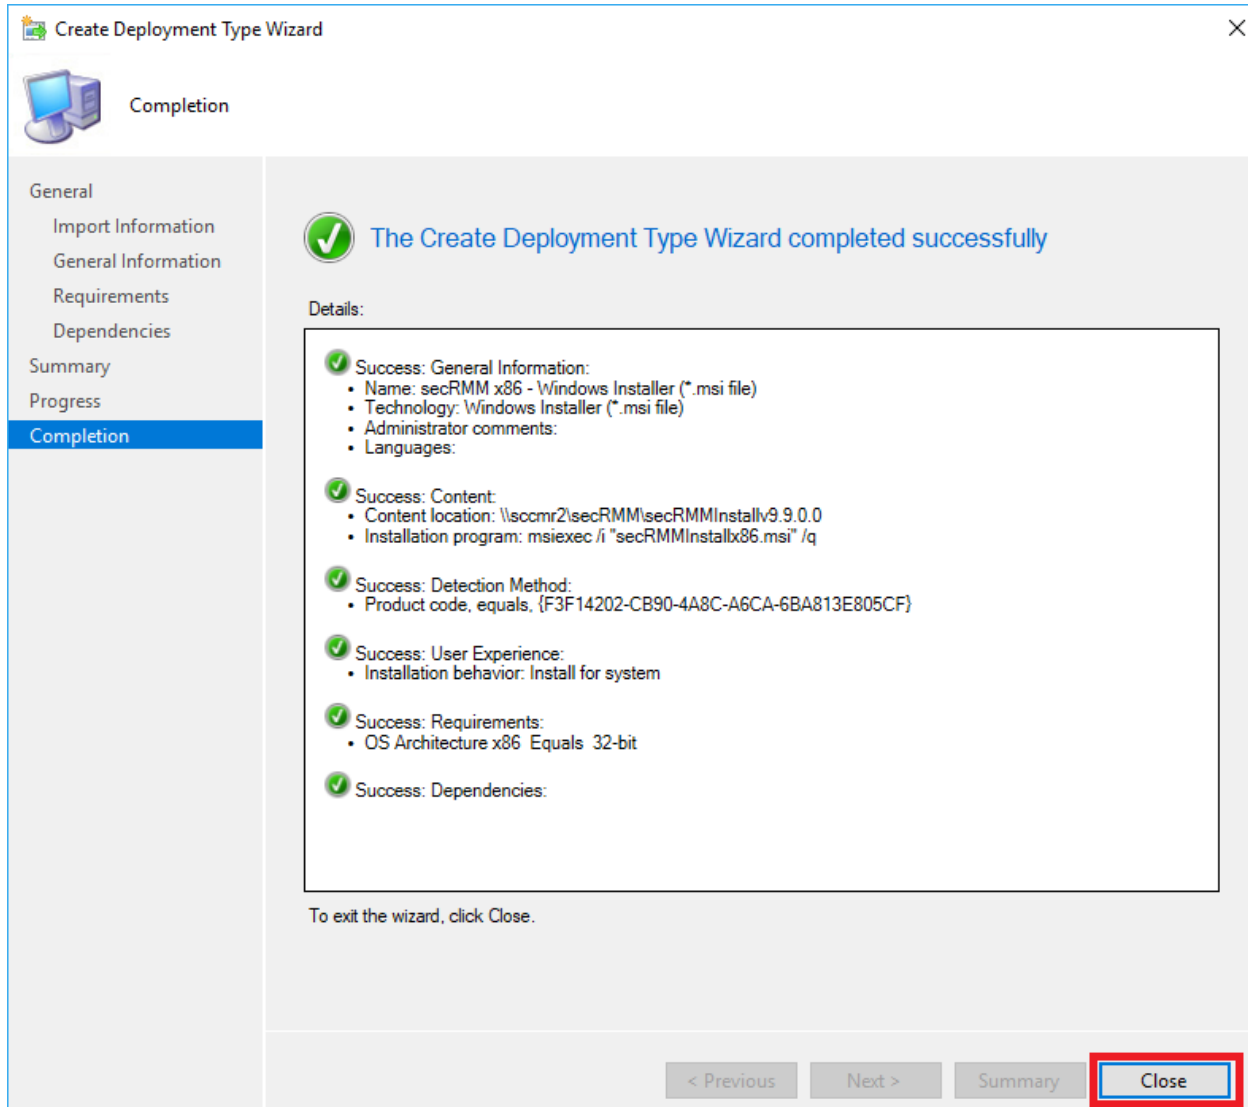 Create Deployment Type Wizard
Completion
General
Import Information
General Information
Requirements
Dependencies
Summary
Progress
Completion
The Create Deployment Type Wizard completed successfully
Details:
Success: General Information:
• Name: secRMM x86 - Windows Installer (*.msi file)
• Technology: Windows Installer (*.msi file)
• Administrator comments:
• Languages:
Success: Content:
• Content location: \\sccmr2\secRMM\secRMMInstallv9.9.0.0
• Installation program: msiexec /i "secRMMInstallx86.msi" /q
Success: Detection Method:
• Product code, equals, {F3F14202-CB90-4A8C-A6CA-6BA813E805CF}
Success: User Experience:
• Installation behavior: Install for system
Success: Requirements:
• OS Architecture x86 Equals 32-bit
Success: Dependencies:
To exit the wizard, click Close.
< Previous
Next >
Summary
Close